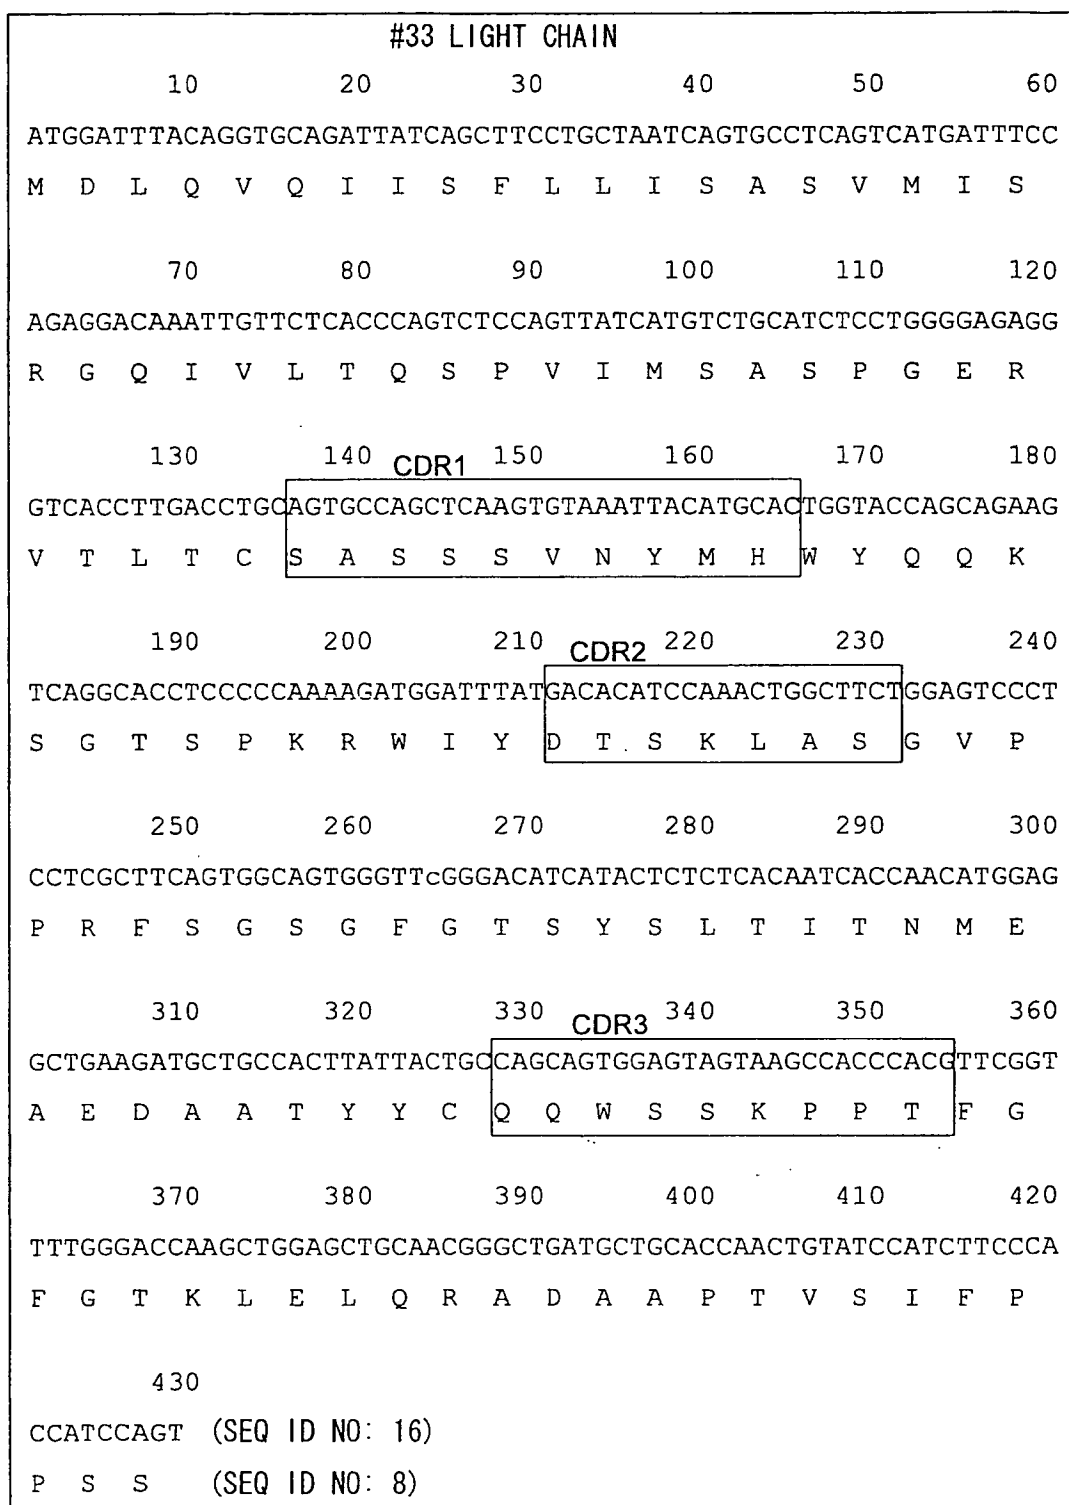 #33 LIGHT CHAIN
10 20 30 40 50 60
ATGGATTTACAGGTGCAGATTATCAGCTTCCTGCTAATCAGTGCCTCAGTCATGATTTCC
M D L Q V Q I I S F L L I S A S V M I S
70 80 90 100 110 120
AGAGGACAAATTGTTCTCACCCAGTCTCCAGTTATCATGTCTGCATCTCCTGGGGAGAGG
R G Q I V L T Q S P V I M S A S P G E R
130 140 CDR1 150 160 170 180
GTCACCTTGACCTGCAGTGCCAGCTCAAGTGTAAATTACATGCACTGGTACCAGCAGAAG
V T L T C S A S S S V N Y M H W Y Q Q K
190 200 210 CDR2 220 230 240
TCAGGCACCTCCCCCAAAAGATGGATTTATGACACATCCAAACTGGCTTCTGGAGTCCCT
S G T S P K R W I Y D T S K L A S G V P
250 260 270 280 290 300
CCTCGCTTCAGTGGCAGTGGGTTcGGGACATCATACTCTCTCACAATCACCAACATGGAG
P R F S G S G F G T S Y S L T I T N M E
310 320 330 CDR3 340 350 360
GCTGAAGATGCTGCCACTTATTACTGCCAGCAGTGGAGTAGTAAGCCACCCACGTTCGGT
A E D A A T Y Y C Q Q W S S K P P T F G
370 380 390 400 410 420
TTTGGGACCAAGCTGGAGCTGCAACGGGCTGATGCTGCACCAACTGTATCCATCTTCCCA
F G T K L E L Q R A D A A P T V S I F P
430
CCATCCAGT (SEQ ID NO: 16)
P S S (SEQ ID NO: 8)